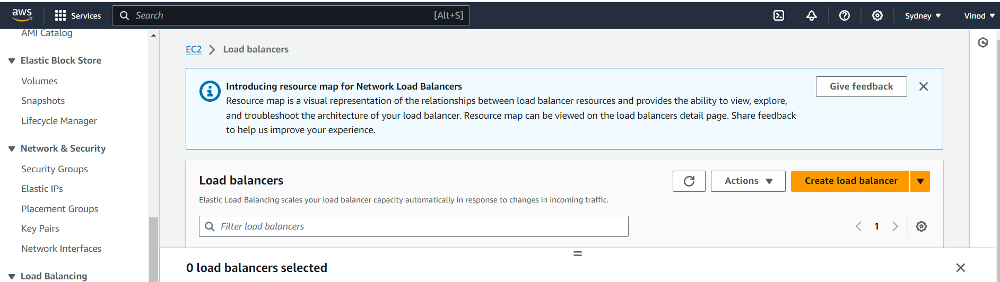 aws
Services
Search
[Alt+S]
Sydney
Vinod
AMI Catalog
Elastic Block Store
Volumes
Snapshots
Lifecycle Manager
Network & Security
Security Groups
Elastic IPs
Placement Groups
Key Pairs
Network Interfaces
Load Balancing
EC2
Load balancers
Introducing resource map for Network Load Balancers
Resource map is a visual representation of the relationships between load balancer resources and provides the ability to view, explore,
and troubleshoot the architecture of your load balancer. Resource map can be viewed on the load balancers detail page. Share feedback
to help us improve your experience.
Give feedback
Load balancers
Actions
Create load balancer
Elastic Load Balancing scales your load balancer capacity automatically in response to changes in incoming traffic.
Filter load balancers
1
0 load balancers selected